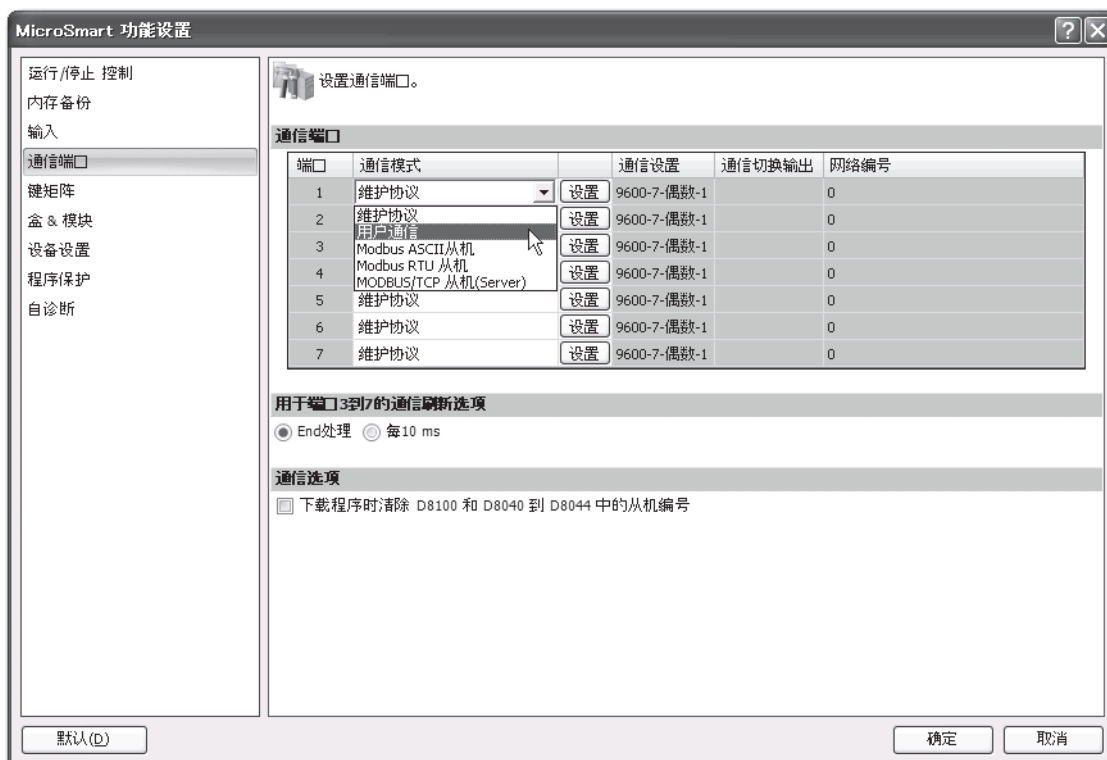 MicroSmart 功能设置
运行/停止 控制
内存备份
输入
通信端口
键矩阵
盒 & 模块
设备设置
程序保护
自诊断
设置通信端口。
通信端口
端口 通信模式 通信设置 通信切换输出 网络编号
1 维护协议 设置 9600-7-偶数-1 0
2 维护协议 设置 9600-7-偶数-1 0
用户通信
3 Modbus ASCII从机 设置 9600-7-偶数-1 0
4 Modbus RTU 从机 设置 9600-7-偶数-1 0
MODBUS/TCP 从机(Server)
5 维护协议 设置 9600-7-偶数-1 0
6 维护协议 设置 9600-7-偶数-1 0
7 维护协议 设置 9600-7-偶数-1 0
用于端口3到7的通信刷新选项
End处理 每10 ms
通信选项
下载程序时清除 D8100 和 D8040 到 D8044 中的从机编号
默认(D) 确定 取消